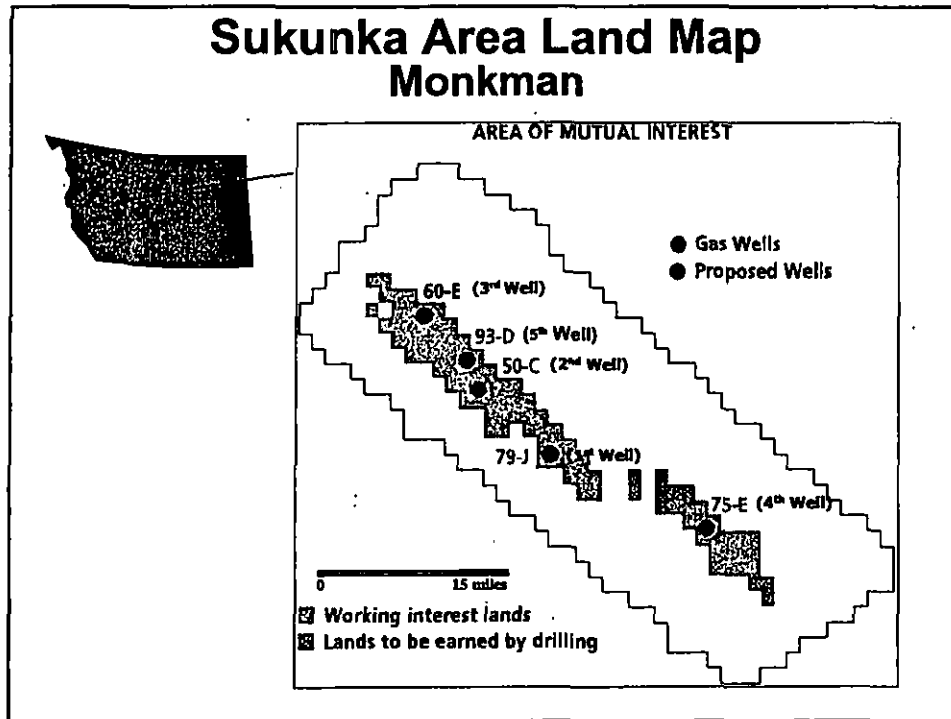 Sukunka Area Land Map
Monkman
AREA OF MUTUAL INTEREST
Gas Wells
Proposed Wells
60-E (3rd Well)
93-D (5th Well)
50-C (2nd Well)
79-J (1st Well)
75-E (4th Well)
0 15 miles
Working interest lands
Lands to be earned by drilling